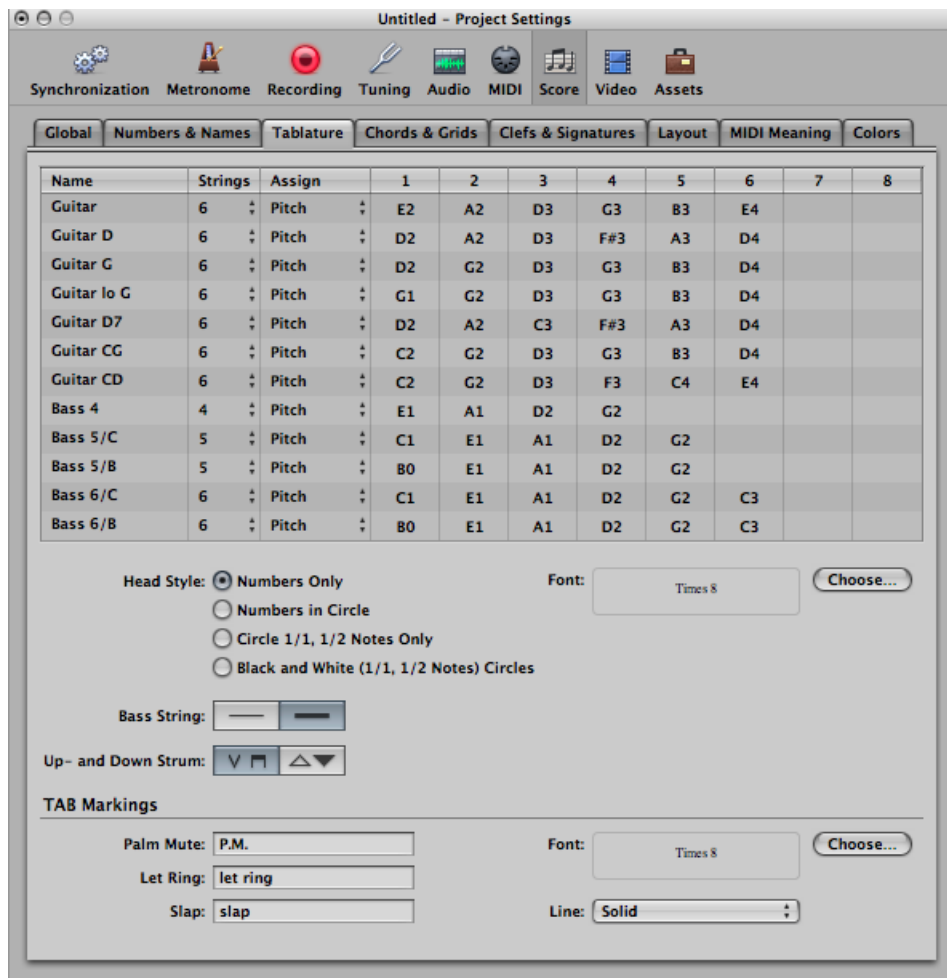 Untitled – Project Settings
Synchronization Metronome Recording Tuning Audio MIDI Score Video Assets
Global Numbers & Names Tablature Chords & Grids Clefs & Signatures Layout MIDI Meaning Colors
Name Strings Assign 1 2 3 4 5 6 7 8
Guitar 6 Pitch E2 A2 D3 G3 B3 E4
Guitar D 6 Pitch D2 A2 D3 F#3 A3 D4
Guitar G 6 Pitch D2 G2 D3 G3 B3 D4
Guitar lo G 6 Pitch G1 G2 D3 G3 B3 D4
Guitar D7 6 Pitch D2 A2 C3 F#3 A3 D4
Guitar CG 6 Pitch C2 G2 D3 G3 B3 D4
Guitar CD 6 Pitch C2 G2 D3 F3 C4 E4
Bass 4 4 Pitch E1 A1 D2 G2
Bass 5/C 5 Pitch C1 E1 A1 D2 G2
Bass 5/B 5 Pitch B0 E1 A1 D2 G2
Bass 6/C 6 Pitch C1 E1 A1 D2 G2 C3
Bass 6/B 6 Pitch B0 E1 A1 D2 G2 C3
Head Style: Numbers Only Font: Times 8 Choose...
Numbers in Circle
Circle 1/1, 1/2 Notes Only
Black and White (1/1, 1/2 Notes) Circles
Bass String:
Up- and Down Strum:
TAB Markings
Palm Mute: P.M. Font: Times 8 Choose...
Let Ring: let ring
Slap: slap Line: Solid